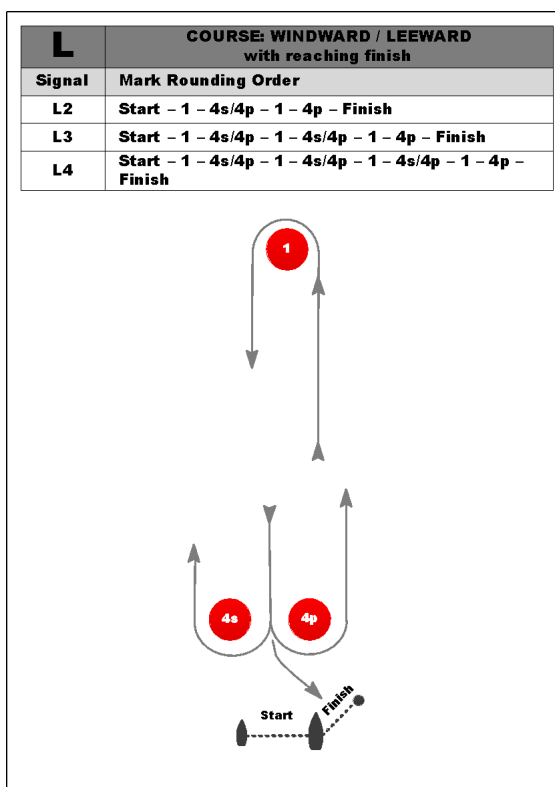 L
COURSE: WINDWARD / LEEWARD
with reaching finish
Signal Mark Rounding Order
L2 Start – 1 – 4s/4p – 1 – 4p – Finish
L3 Start – 1 – 4s/4p – 1 – 4s/4p - 1 – 4p – Finish
L4 Start – 1 – 4s/4p – 1 – 4s/4p – 1 – 4s/4p – 1 – 4p –
Finish
1
4s 4p
Finish
Start